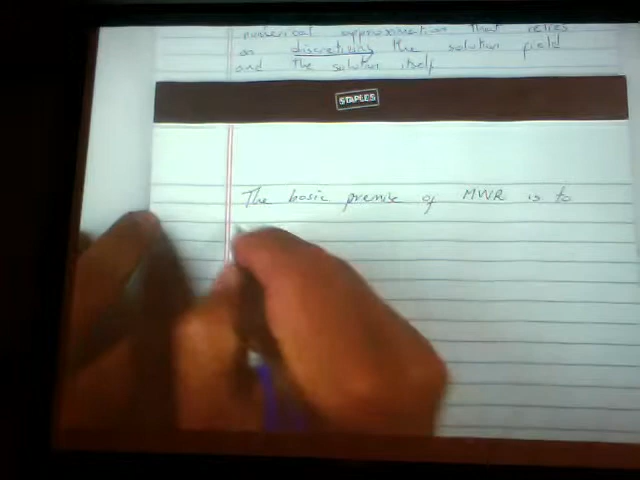 numerical approximation that relies
on discretizing the solution field
and the solution itself
STAPLES
The basic premise of MWR is to